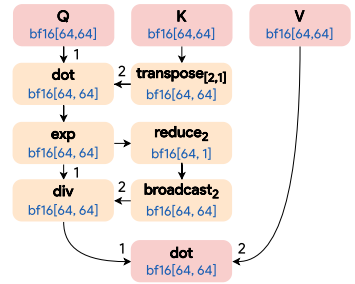 Q
bf16[64,64]
K
bf16[64,64]
V
bf16[64,64]
1
dot
bf16[64, 64]
2
transpose[2,1]
bf16[64, 64]
exp
bf16[64, 64]
reduce2
bf16[64, 1]
1
div
bf16[64, 64]
2
broadcast2
bf16[64, 64]
1
dot
bf16[64, 64]
2